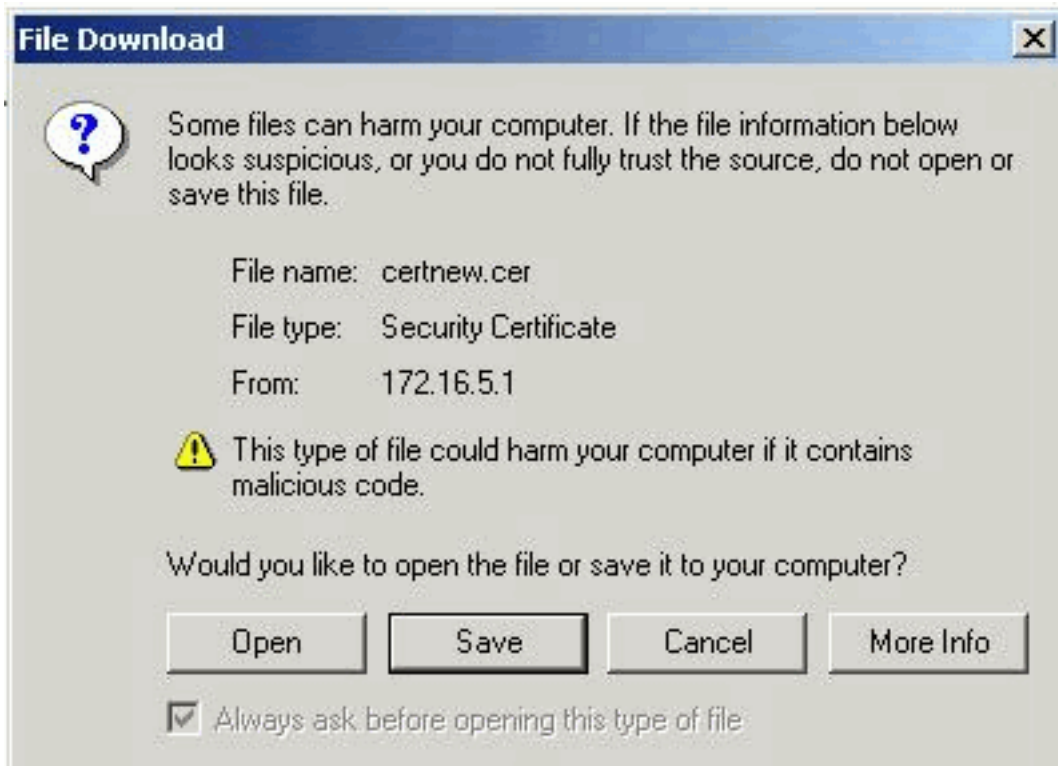 File Download
Some files can harm your computer. If the file information below
looks suspicious, or you do not fully trust the source, do not open or
save this file.
File name: certnew.cer
File type: Security Certificate
From: 172.16.5.1
This type of file could harm your computer if it contains
malicious code.
Would you like to open the file or save it to your computer?
Open Save Cancel More Info
Always ask before opening this type of file